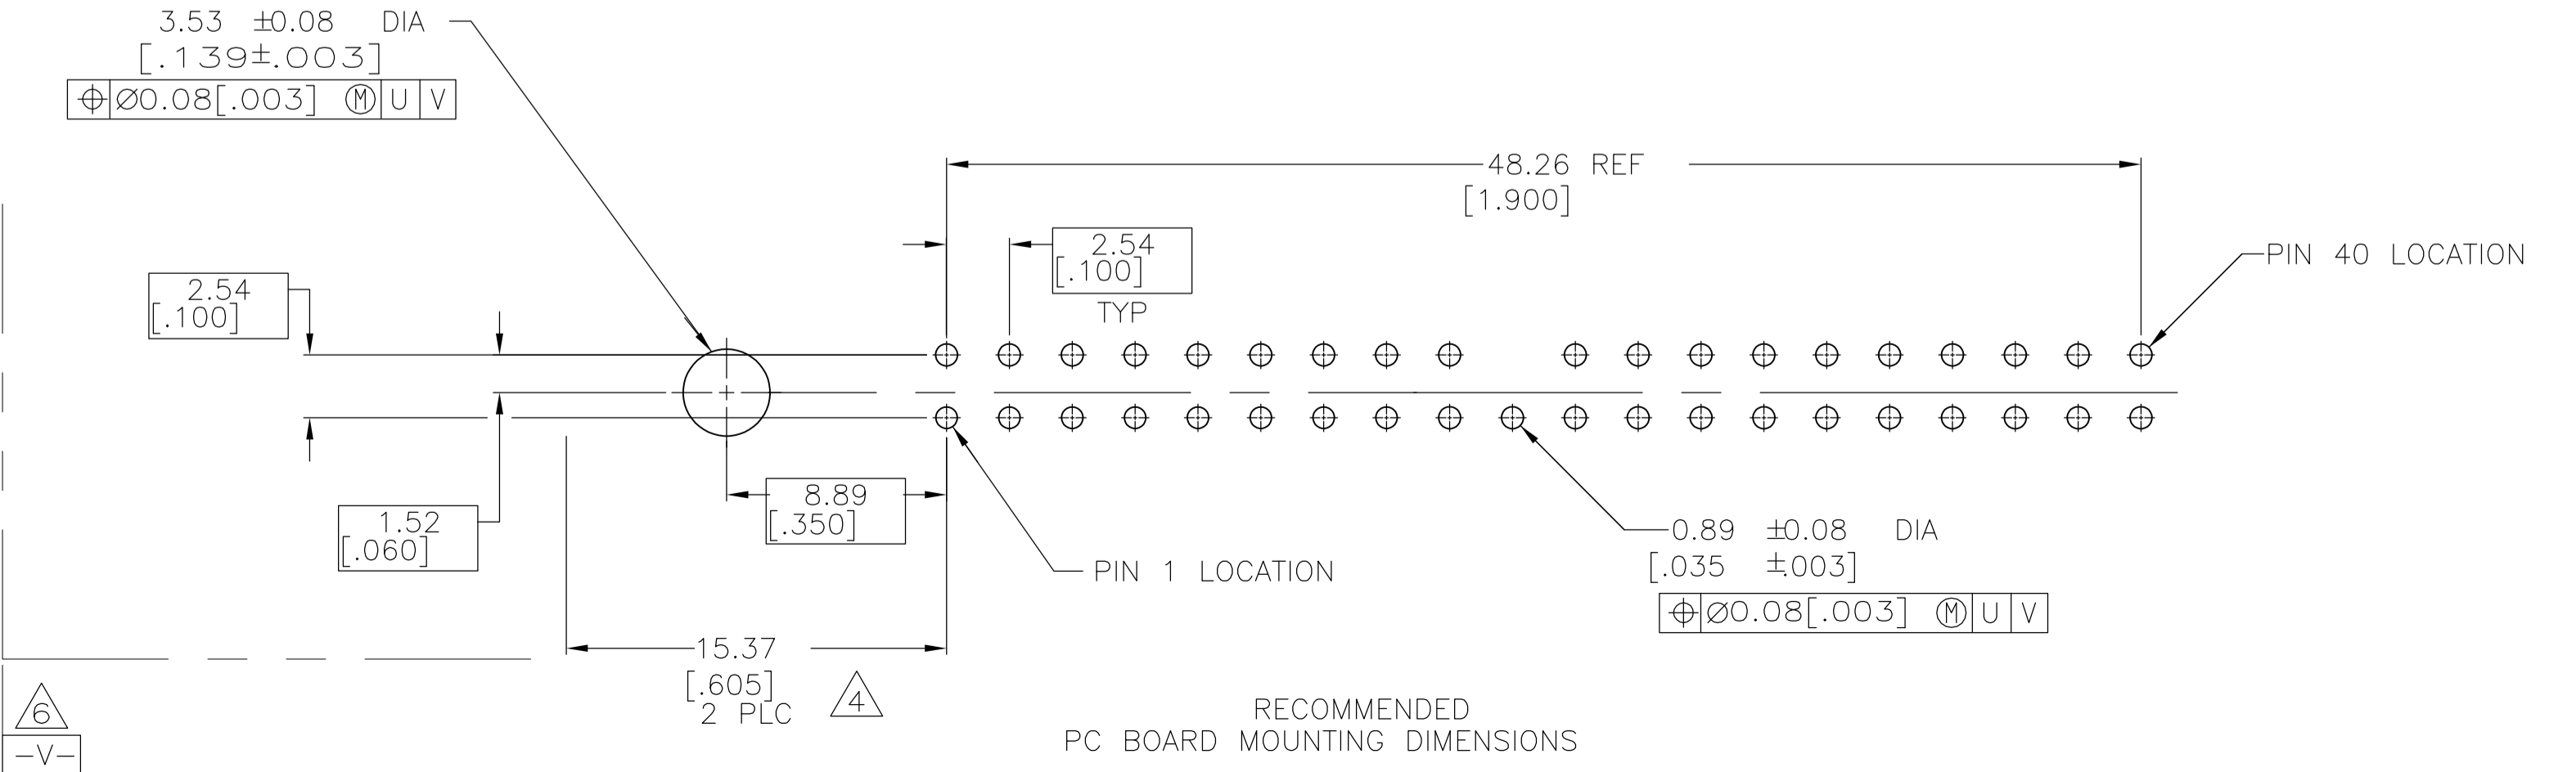 3.53 ±0.08 DIA
[.139±.003]
⌖ Ø0.08[.003] Ⓜ U V
48.26 REF
[1.900]
2.54
[.100]
TYP
PIN 40 LOCATION
2.54
[.100]
1.52
[.060]
8.89
[.350]
PIN 1 LOCATION
0.89 ±0.08 DIA
[.035 ±.003]
⌖ Ø0.08[.003] Ⓜ U V
15.37
[.605]
2 PLC
4
6
-V-
RECOMMENDED
PC BOARD MOUNTING DIMENSIONS